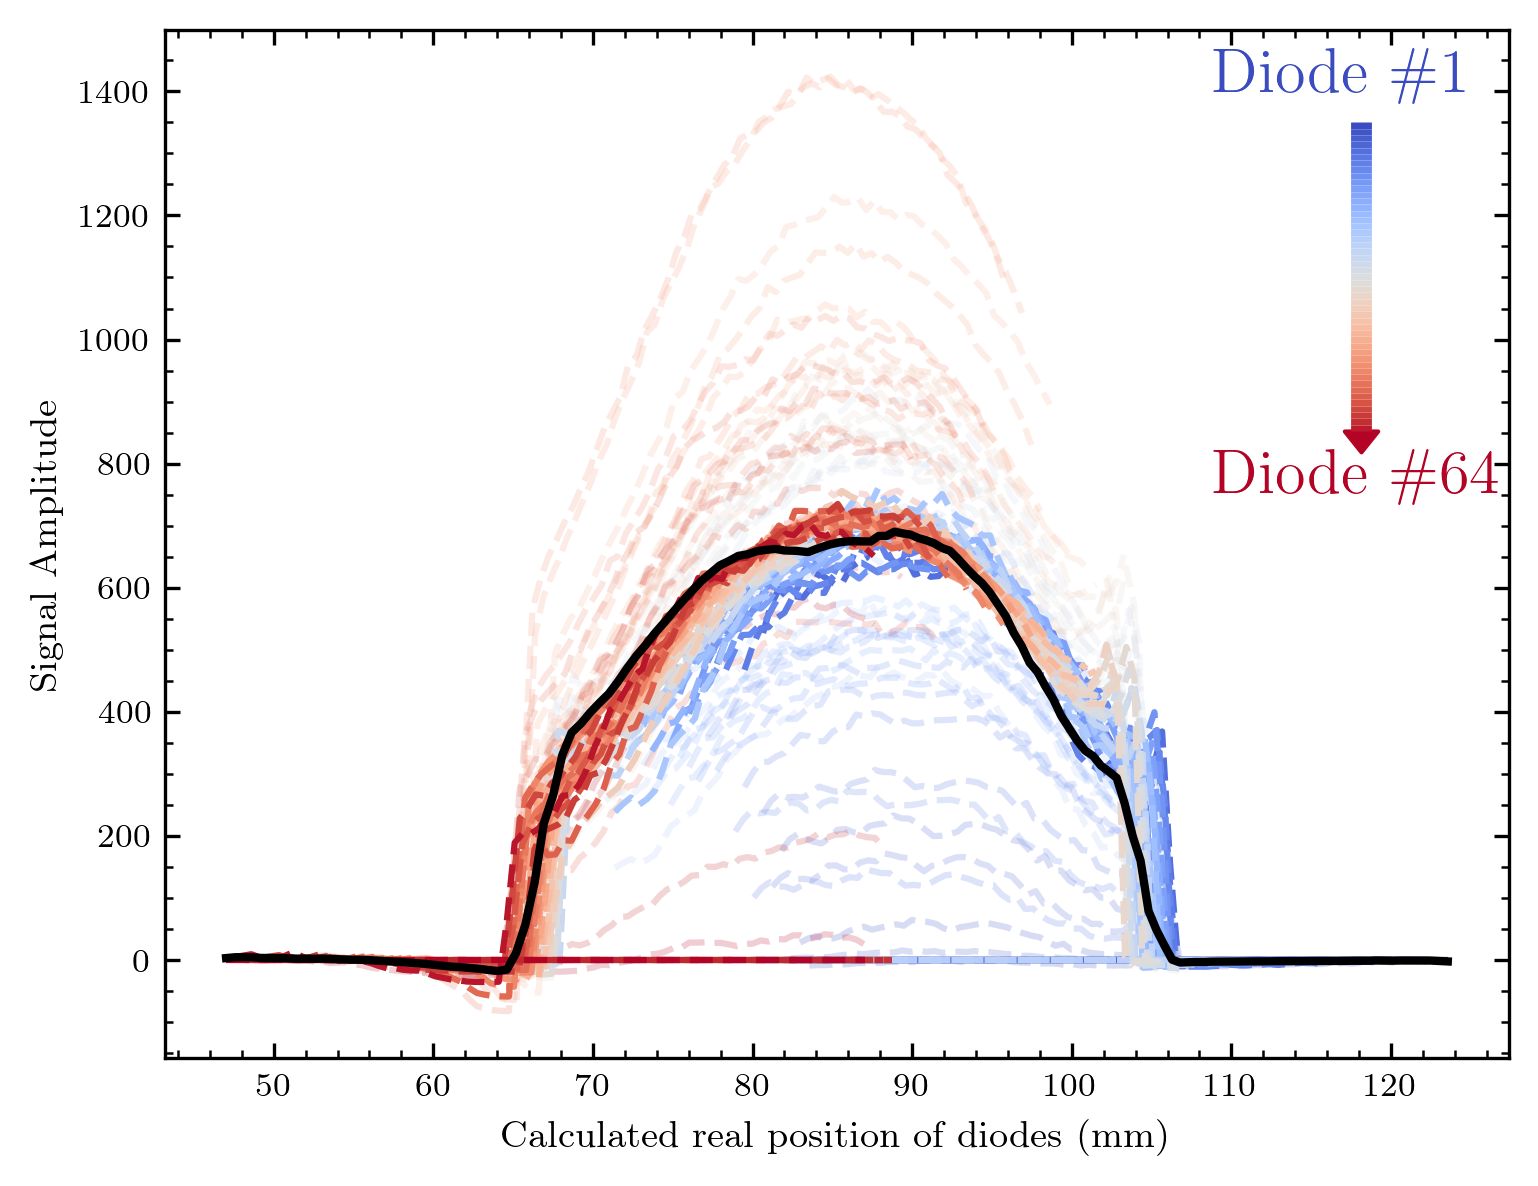 Diode #1
Diode #64
1400
1200
1000
800
600
400
200
0
Signal Amplitude
50 60 70 80 90 100 110 120
Calculated real position of diodes (mm)